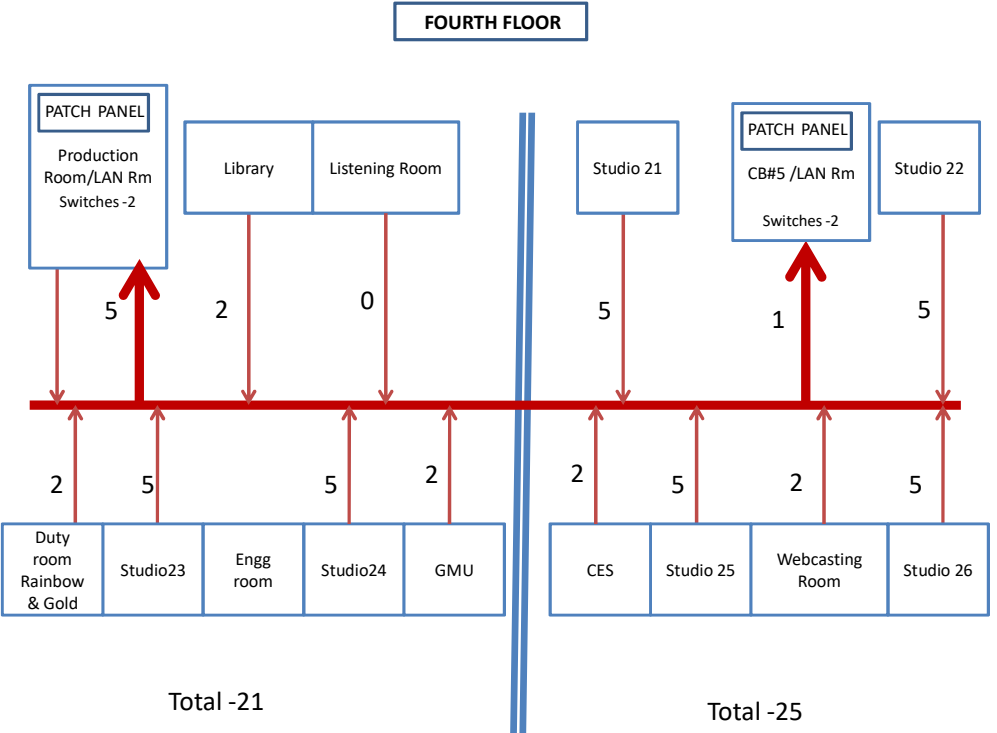 FOURTH FLOOR
PATCH PANEL
Production
Room/LAN Rm
Switches -2
Library
Listening Room
Studio 21
PATCH PANEL
CB#5 /LAN Rm
Switches -2
Studio 22
5
2
0
5
1
5
2
5
5
2
2
5
2
5
Duty
room
Rainbow
& Gold
Studio23
Engg
room
Studio24
GMU
CES
Studio 25
Webcasting
Room
Studio 26
Total -21
Total -25